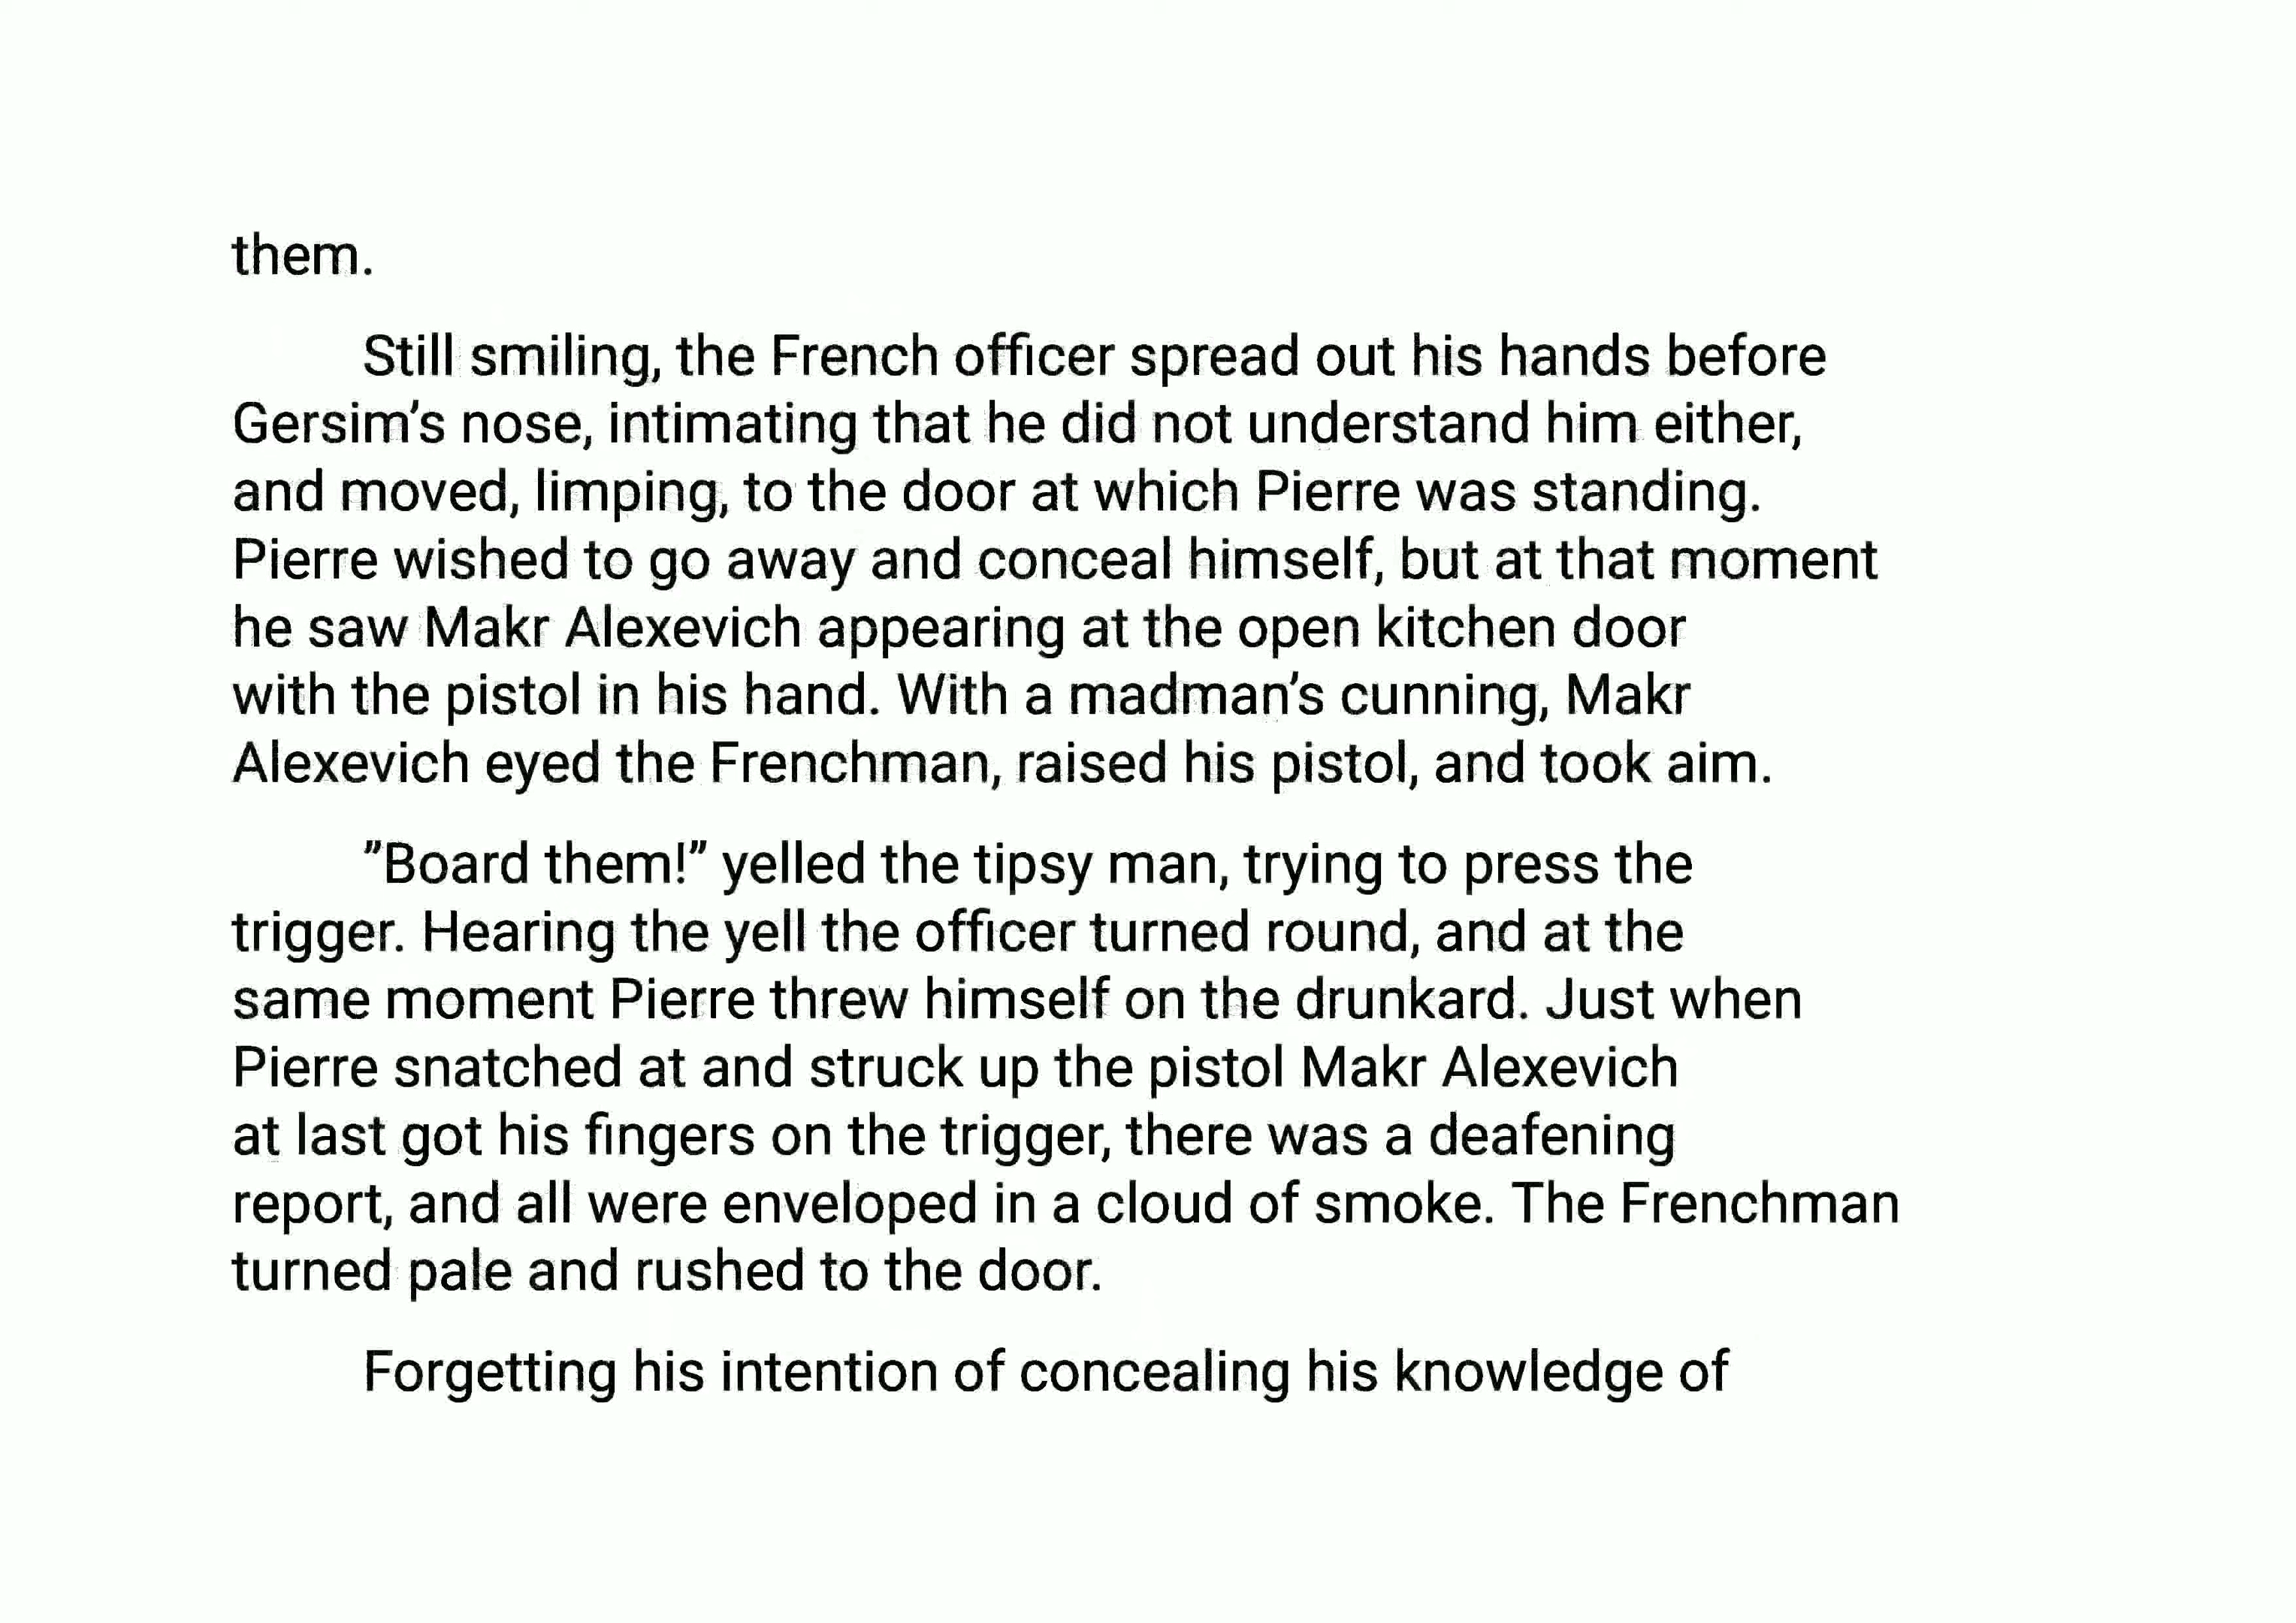 them.
Still smiling, the French officer spread out his hands before
Gersim's nose, intimating that he did not understand him either,
and moved, limping, to the door at which Pierre was standing.
Pierre wished to go away and conceal himself, but at that moment
he saw Makr Alexevich appearing at the open kitchen door
with the pistol in his hand. With a madman's cunning, Makr
Alexevich eyed the Frenchman, raised his pistol, and took aim.
”Board them!” yelled the tipsy man, trying to press the
trigger. Hearing the yell the officer turned round, and at the
same moment Pierre threw himself on the drunkard. Just when
Pierre snatched at and struck up the pistol Makr Alexevich
at last got his fingers on the trigger, there was a deafening
report, and all were enveloped in a cloud of smoke. The Frenchman
turned pale and rushed to the door.
Forgetting his intention of concealing his knowledge of